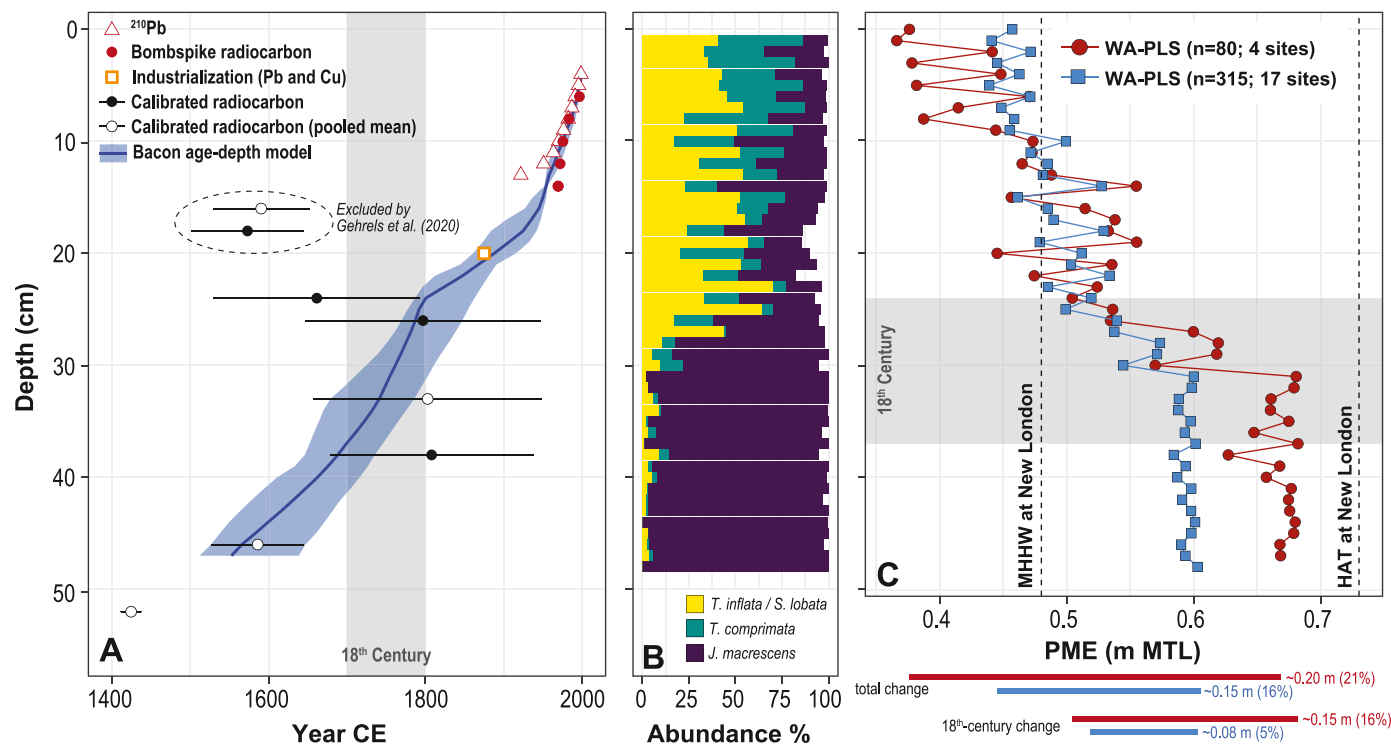 0
10
20
30
40
50
Depth (cm)
²¹⁰Pb
Bombspike radiocarbon
Industrialization (Pb and Cu)
Calibrated radiocarbon
Calibrated radiocarbon (pooled mean)
Bacon age-depth model
Excluded by
Gehrels et al. (2020)
18th Century
A
1400
1600
1800
2000
Year CE
T. inflata / S. lobata
T. comprimata
J. macrescens
B
0
25
50
75
100
Abundance %
WA-PLS (n=80; 4 sites)
WA-PLS (n=315; 17 sites)
18th Century
MHHW at New London
HAT at New London
C
0.4
0.5
0.6
0.7
PME (m MTL)
total change
~0.20 m (21%)
~0.15 m (16%)
18th-century change
~0.15 m (16%)
~0.08 m (5%)